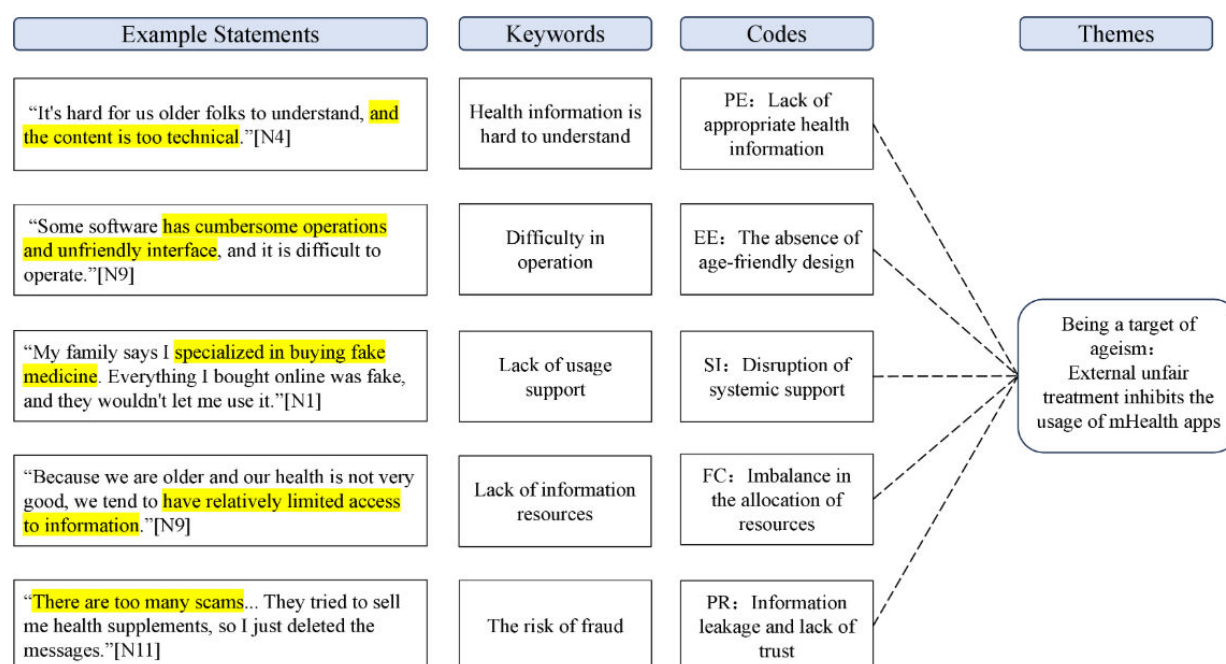 Example Statements
Keywords
Codes
Themes
“It's hard for us older folks to understand, and
the content is too technical.”[N4]
Health information is
hard to understand
PE：Lack of
appropriate health
information
“Some software has cumbersome operations
and unfriendly interface, and it is difficult to
operate.”[N9]
Difficulty in
operation
EE：The absence of
age-friendly design
“My family says I specialized in buying fake
medicine. Everything I bought online was fake,
and they wouldn't let me use it.”[N1]
Lack of usage
support
SI：Disruption of
systemic support
“Because we are older and our health is not very
good, we tend to have relatively limited access
to information.”[N9]
Lack of information
resources
FC：Imbalance in
the allocation of
resources
“There are too many scams... They tried to sell
me health supplements, so I just deleted the
messages.”[N11]
The risk of fraud
PR：Information
leakage and lack of
trust
Being a target of
ageism：
External unfair
treatment inhibits the
usage of mHealth apps